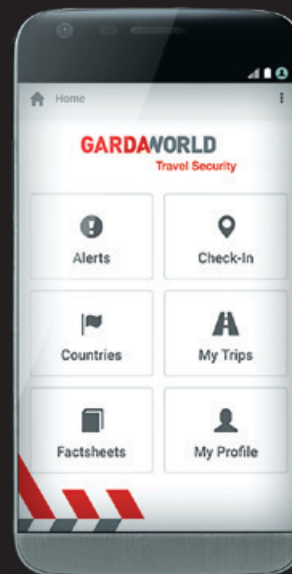 Home
GARDAWORLD
Travel Security
Alerts
Check-In
Countries
My Trips
Factsheets
My Profile